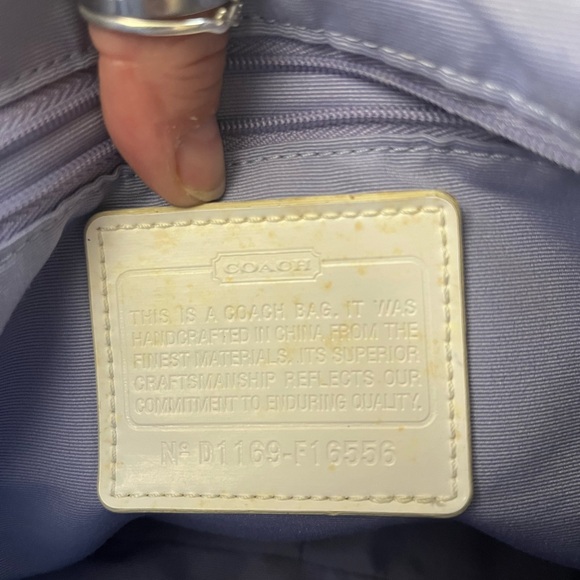 COACH
THIS IS A COACH BAG. IT WAS
HANDCRAFTED IN CHINA FROM THE
FINEST MATERIALS. ITS SUPERIOR
CRAFTSMANSHIP REFLECTS OUR
COMMITMENT TO ENDURING QUALITY.
Nº D1169-F16556